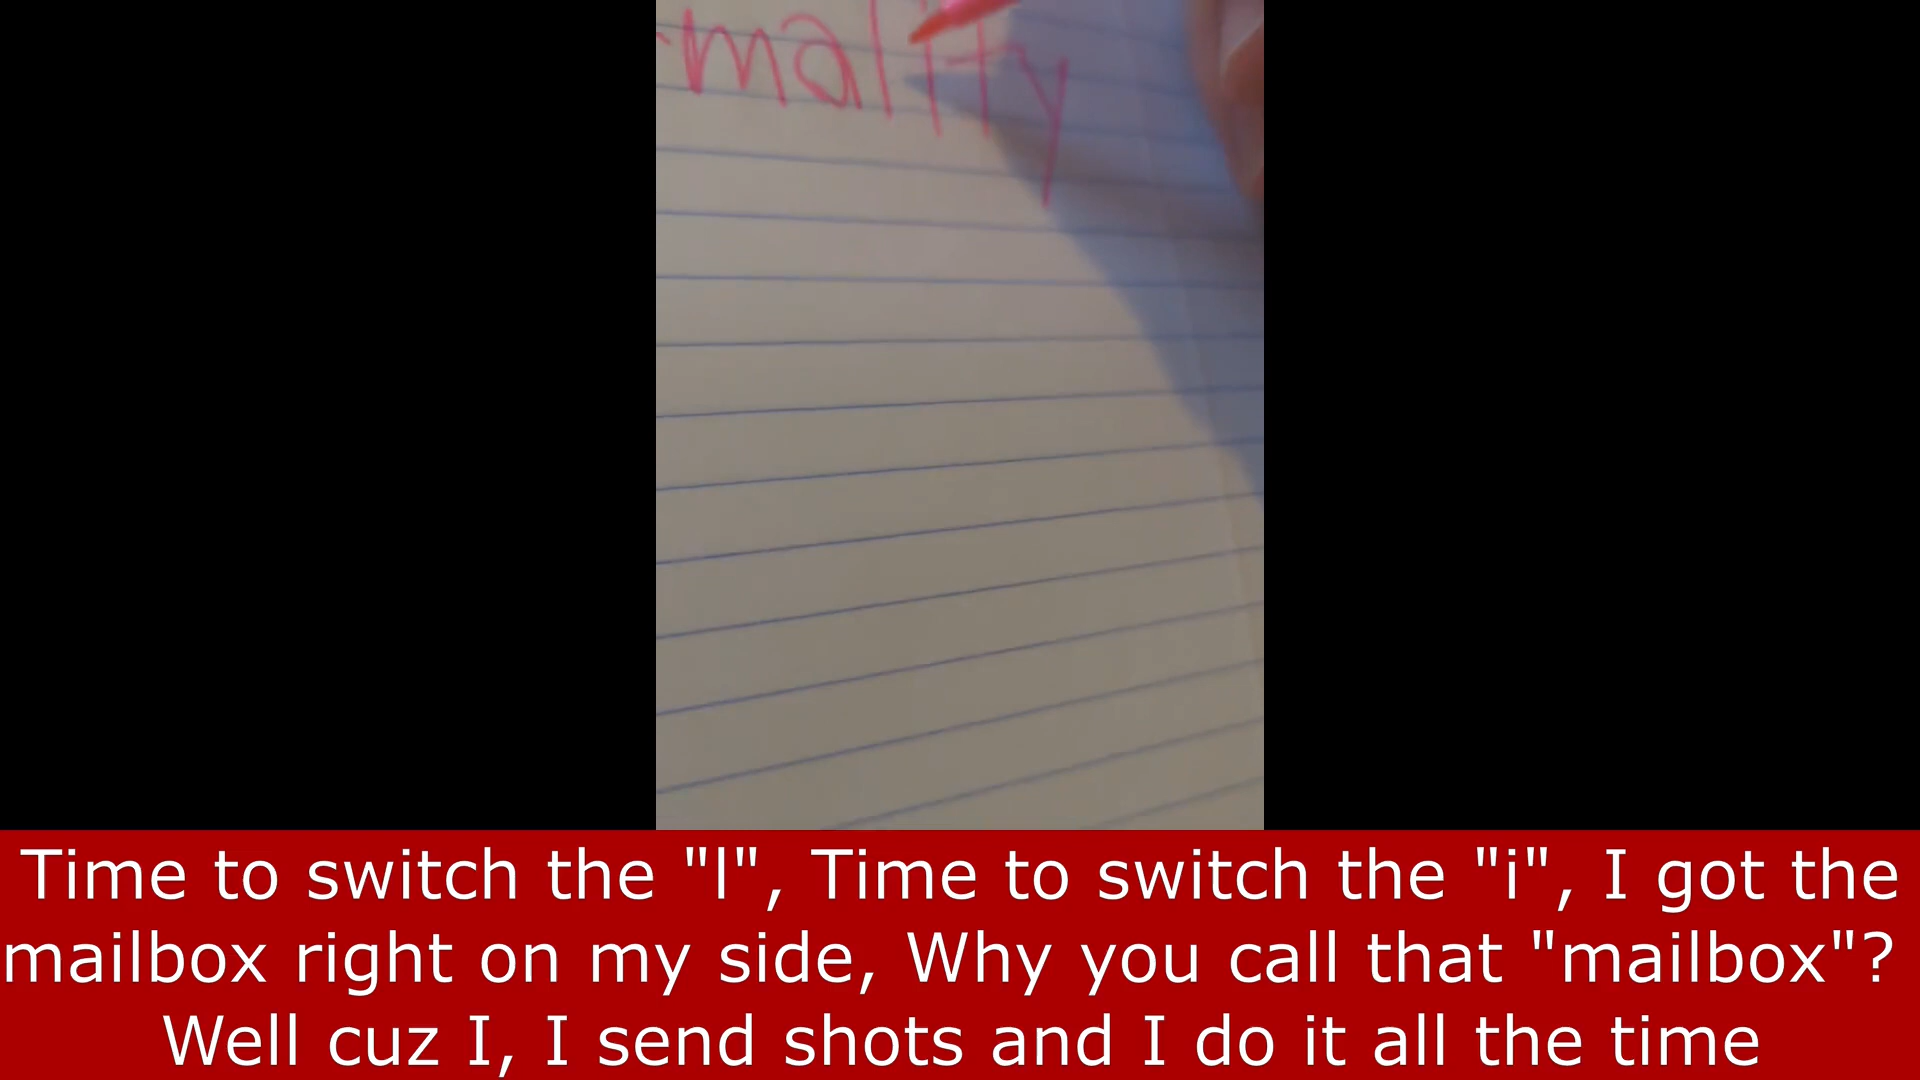 mality
Time to switch the "l", Time to switch the "i", I got the
mailbox right on my side, Why you call that "mailbox"?
Well cuz I, I send shots and I do it all the time